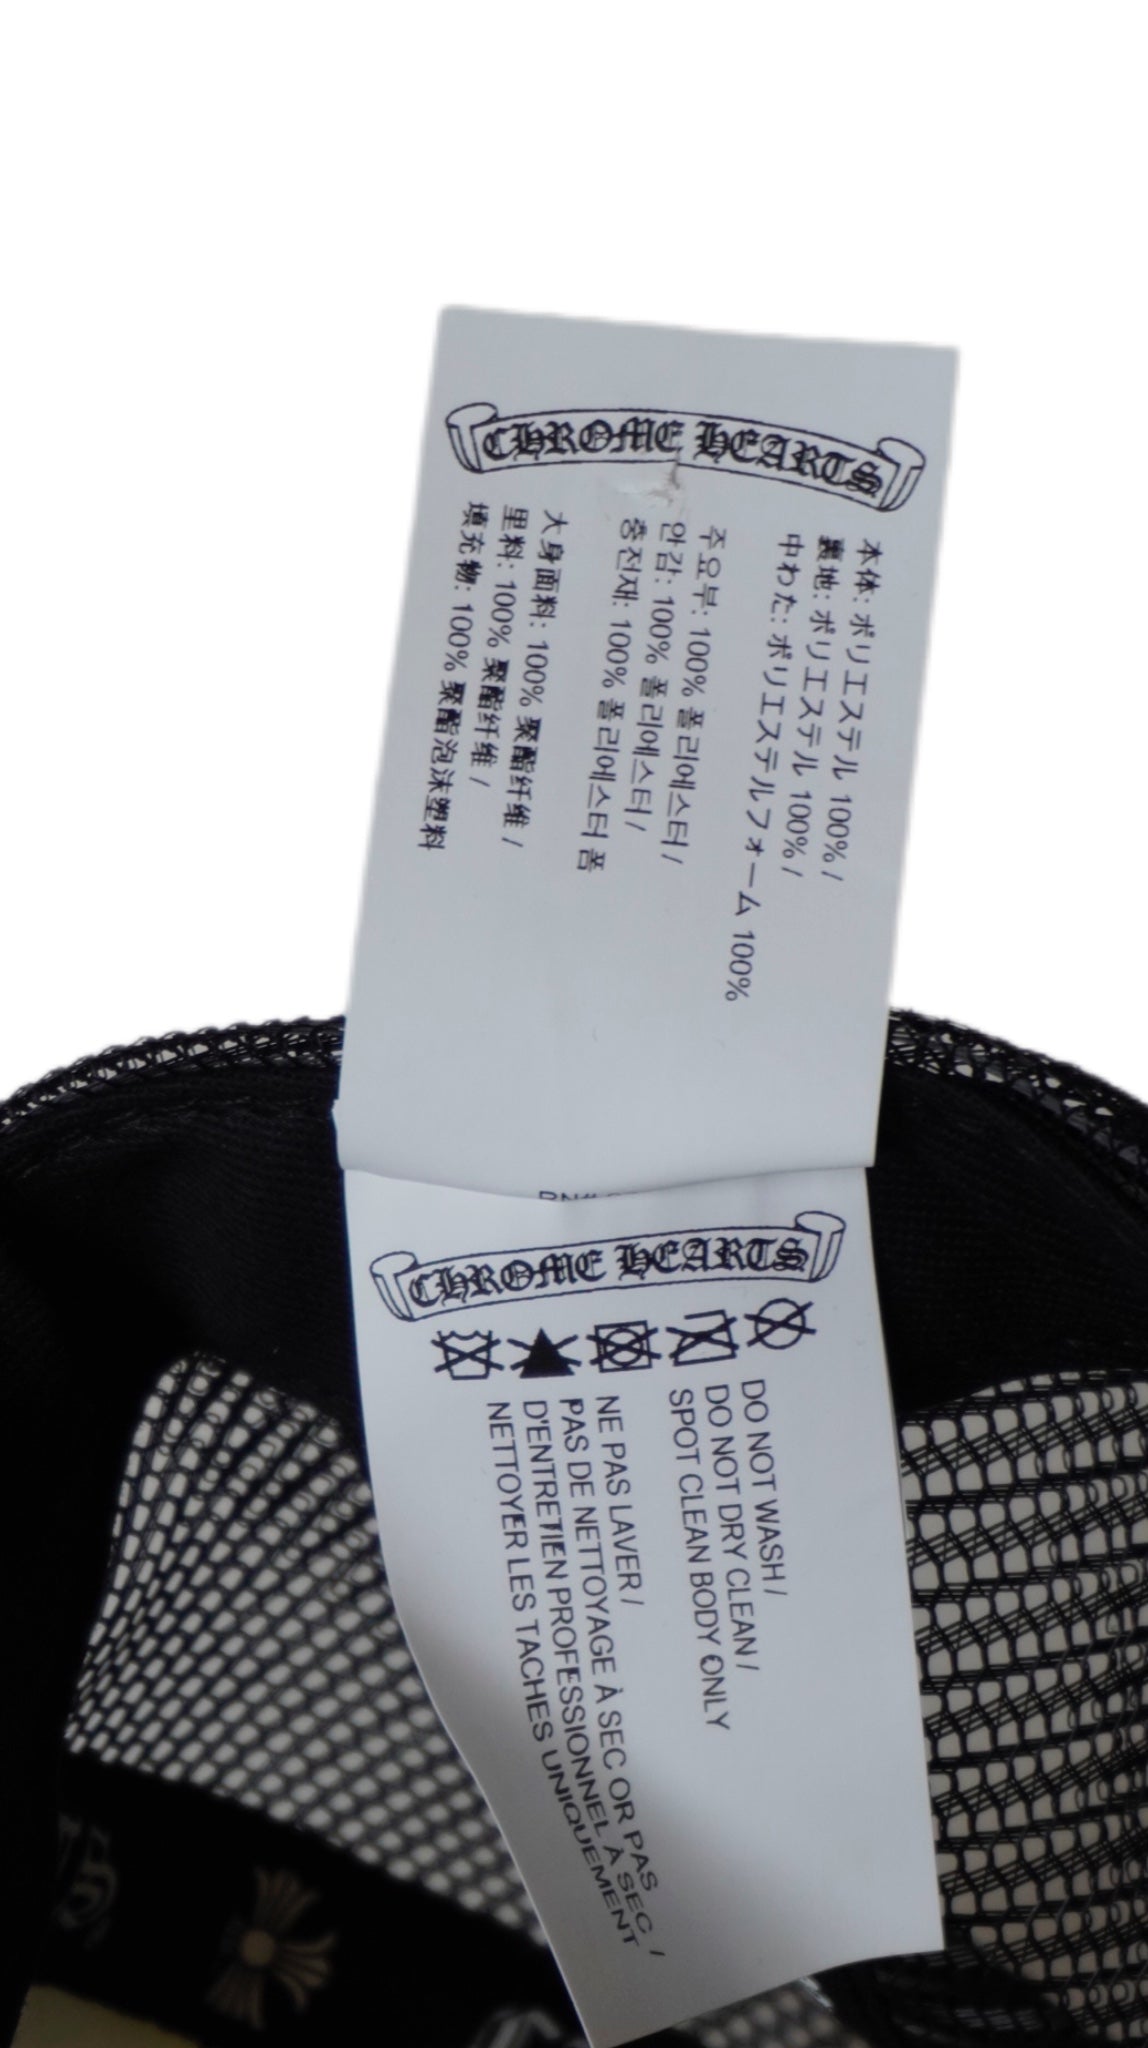 CHROME HEARTS
本体: ポリエステル 100% /
裏地: ポリエステル 100% /
中わた: ポリエステルフォーム 100%
주요부: 100% 폴리에스터 /
안감: 100% 폴리에스터 /
충전재: 100% 폴리에스터 폼
大身面料: 100% 聚酯纤维 /
里料: 100% 聚酯纤维 /
填充物: 100% 聚酯泡沫塑料
CHROME HEARTS
DO NOT WASH /
DO NOT DRY CLEAN /
SPOT CLEAN BODY ONLY
NE PAS LAVER /
PAS DE NETTOYAGE À SEC OR PAS
D'ENTRETIEN PROFESSIONNEL À SEC /
NETTOYER LES TACHES UNIQUEMENT